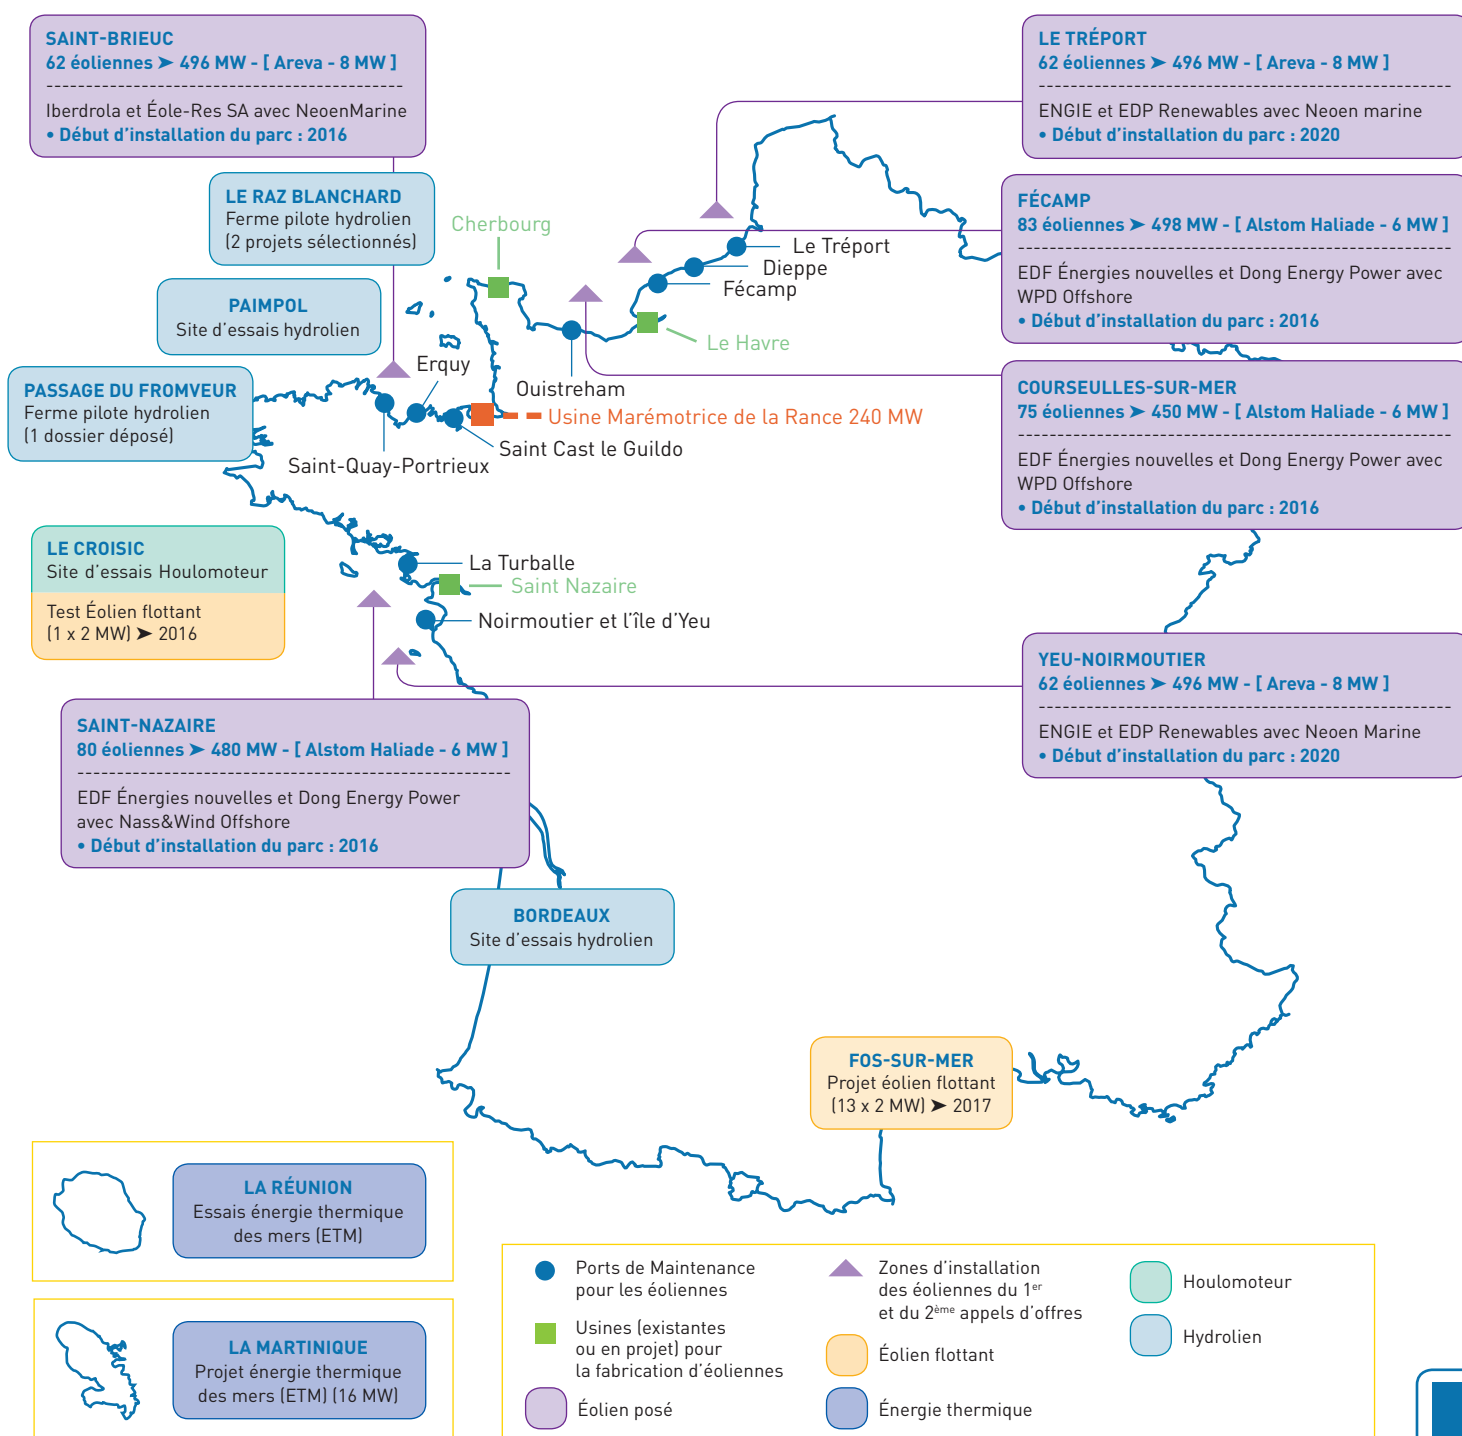 SAINT-BRIEUC
62 éoliennes ➤ 496 MW - [ Areva - 8 MW ]
Iberdrola et Éole-Res SA avec NeoenMarine
• Début d'installation du parc : 2016
LE TRÉPORT
62 éoliennes ➤ 496 MW - [ Areva - 8 MW ]
ENGIE et EDP Renewables avec Neoen marine
• Début d'installation du parc : 2020
LE RAZ BLANCHARD
Ferme pilote hydrolien
(2 projets sélectionnés)
FÉCAMP
83 éoliennes ➤ 498 MW - [ Alstom Haliade - 6 MW ]
EDF Énergies nouvelles et Dong Energy Power avec
WPD Offshore
• Début d'installation du parc : 2016
Cherbourg
Le Tréport
Dieppe
Fécamp
PAIMPOL
Site d'essais hydrolien
Le Havre
Erquy
Ouistreham
PASSAGE DU FROMVEUR
Ferme pilote hydrolien
(1 dossier déposé)
COURSEULLES-SUR-MER
75 éoliennes ➤ 450 MW - [ Alstom Haliade - 6 MW ]
EDF Énergies nouvelles et Dong Energy Power avec
WPD Offshore
• Début d'installation du parc : 2016
Usine Marémotrice de la Rance 240 MW
Saint Cast le Guildo
Saint-Quay-Portrieux
LE CROISIC
Site d'essais Houlomoteur
Test Éolien flottant
(1 x 2 MW) ➤ 2016
La Turballe
Saint Nazaire
Noirmoutier et l'île d'Yeu
YEU-NOIRMOUTIER
62 éoliennes ➤ 496 MW - [ Areva - 8 MW ]
ENGIE et EDP Renewables avec Neoen Marine
• Début d'installation du parc : 2020
SAINT-NAZAIRE
80 éoliennes ➤ 480 MW - [ Alstom Haliade - 6 MW ]
EDF Énergies nouvelles et Dong Energy Power
avec Nass&Wind Offshore
• Début d'installation du parc : 2016
BORDEAUX
Site d'essais hydrolien
FOS-SUR-MER
Projet éolien flottant
(13 x 2 MW) ➤ 2017
LA RÉUNION
Essais énergie thermique
des mers (ETM)
LA MARTINIQUE
Projet énergie thermique
des mers (ETM) (16 MW)
Ports de Maintenance
pour les éoliennes
Usines (existantes
ou en projet) pour
la fabrication d'éoliennes
Éolien posé
Zones d'installation
des éoliennes du 1er
et du 2ème appels d'offres
Éolien flottant
Énergie thermique
Houlomoteur
Hydrolien